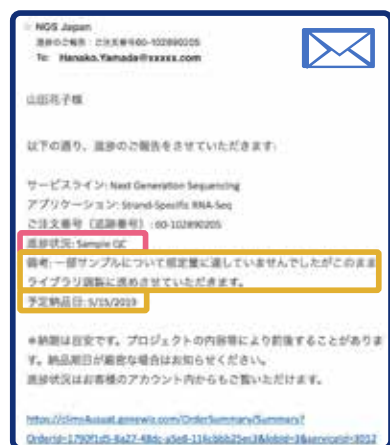 NGS Japan
進捗のご報告：ご注文番号60-102890205
To: Hanako.Yamada@xxxxx.com
山田花子様
以下の通り、進捗のご報告をさせていただきます:
サービスライン: Next Generation Sequencing
アプリケーション: Strand-Specific RNA-Seq
ご注文番号（追跡番号）: 60-102890205
進捗状況: Sample QC
備考: 一部サンプルについて規定量に達していませんでしたがこのまま
ライブラリ調製に進めさせていただきます。
予定納品日: 5/15/2019
*納期は目安です。プロジェクトの内容等により前後することがありま
す。納品期日が厳密な場合はお知らせください。
進捗状況はお客様のアカウント内からもご覧いただけます。